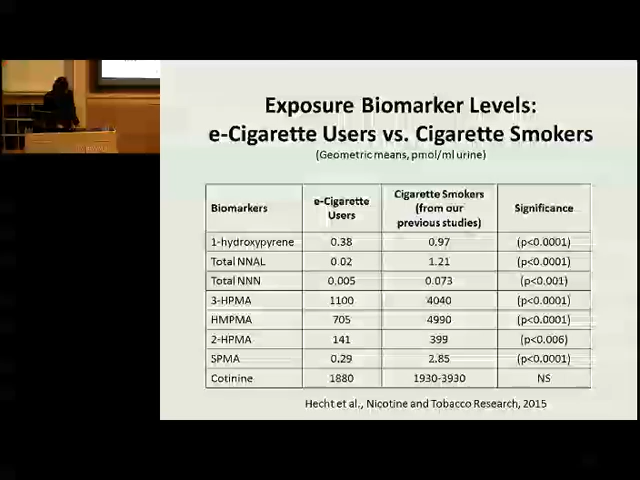 Exposure Biomarker Levels:
e-Cigarette Users vs. Cigarette Smokers
(Geometric means, pmol/ml urine)
Biomarkers e-Cigarette Users Cigarette Smokers (from our previous studies) Significance
1-hydroxypyrene 0.38 0.97 (p<0.0001)
Total NNAL 0.02 1.21 (p<0.0001)
Total NNN 0.005 0.073 (p<0.001)
3-HPMA 1100 4040 (p<0.0001)
HMPMA 705 4990 (p<0.0001)
2-HPMA 141 399 (p<0.006)
SPMA 0.29 2.85 (p<0.0001)
Cotinine 1880 1930-3930 NS
Hecht et al., Nicotine and Tobacco Research, 2015